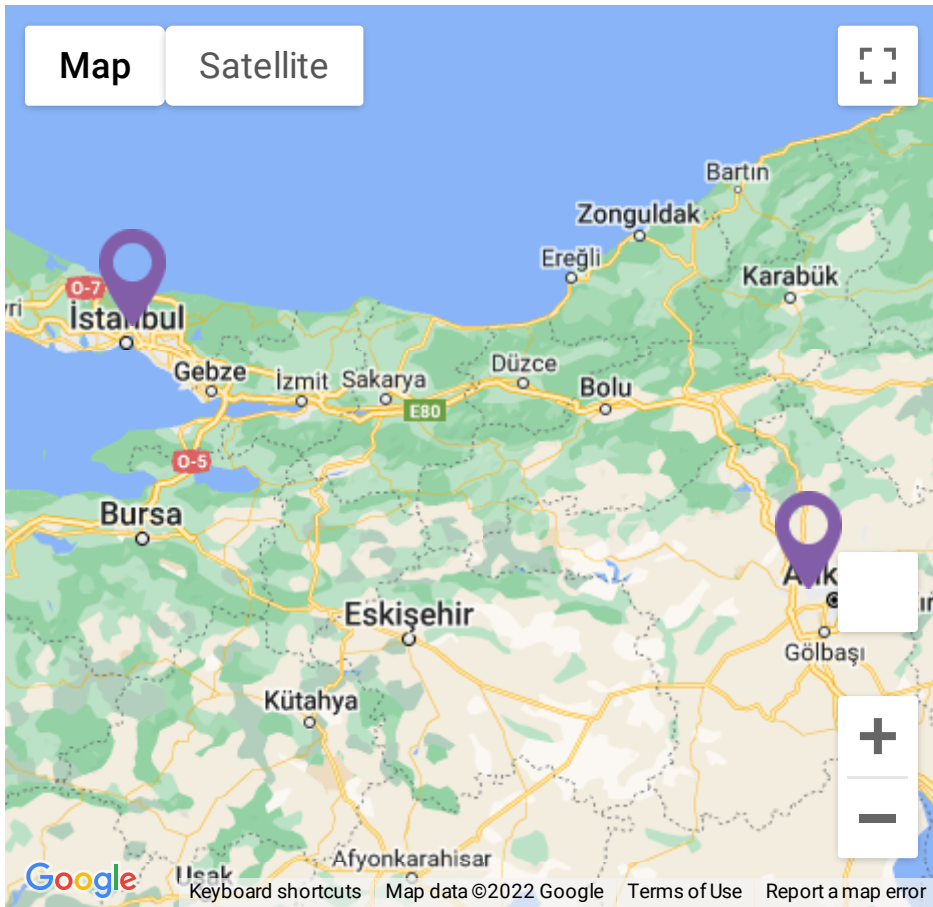 Map
Satellite
Bartın
Zonguldak
Ereğli
Karabük
O-7
İstanbul
Gebze
İzmit
Sakarya
Düzce
Bolu
E80
O-5
Bursa
Eskişehir
Gölbaşı
Kütahya
Afyonkarahisar
Uşak
Google
Keyboard shortcuts
Map data ©2022 Google
Terms of Use
Report a map error